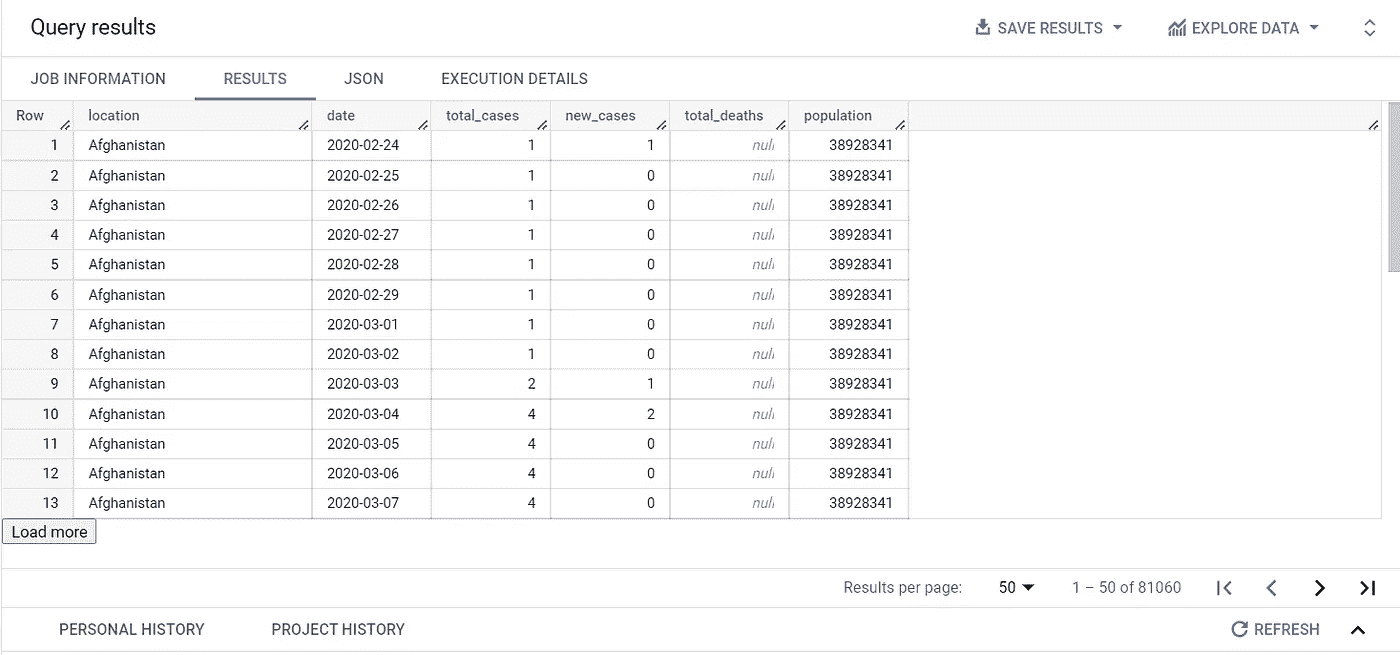 Query results SAVE RESULTS EXPLORE DATA
JOB INFORMATION RESULTS JSON EXECUTION DETAILS
Row location date total_cases new_cases total_deaths population
1 Afghanistan 2020-02-24 1 1 null 38928341
2 Afghanistan 2020-02-25 1 0 null 38928341
3 Afghanistan 2020-02-26 1 0 null 38928341
4 Afghanistan 2020-02-27 1 0 null 38928341
5 Afghanistan 2020-02-28 1 0 null 38928341
6 Afghanistan 2020-02-29 1 0 null 38928341
7 Afghanistan 2020-03-01 1 0 null 38928341
8 Afghanistan 2020-03-02 1 0 null 38928341
9 Afghanistan 2020-03-03 2 1 null 38928341
10 Afghanistan 2020-03-04 4 2 null 38928341
11 Afghanistan 2020-03-05 4 0 null 38928341
12 Afghanistan 2020-03-06 4 0 null 38928341
13 Afghanistan 2020-03-07 4 0 null 38928341
Load more
Results per page: 50 1 – 50 of 81060
PERSONAL HISTORY PROJECT HISTORY REFRESH